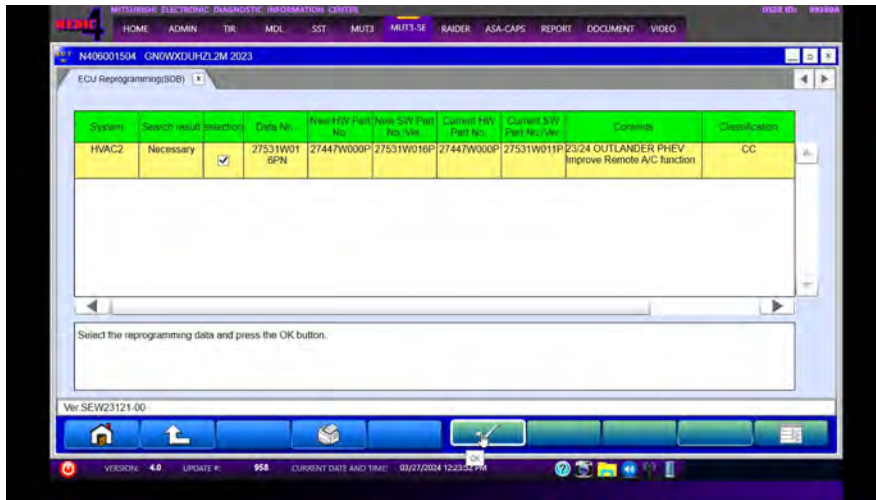 MITSUBISHI ELECTRONIC DIAGNOSTIC INFORMATION CENTER USER ID: 99390A
MEDIC 4 HOME ADMIN TIR MDL SST MUT3 MUT3-SE RAIDER ASA-CAPS REPORT DOCUMENT VIDEO
N406001504 GN0WXDUHZL2M 2023
ECU Reprogramming(SDB)
System Search result selection Data No. New HW Part No. New SW Part No./Ver. Current HW Part No. Current SW Part No./Ver. Contents Classification
HVAC2 Necessary 27531W016PN 27447W000P 27531W016P 27447W000P 27531W011P 23/24 OUTLANDER PHEV Improve Remote A/C function CC
Select the reprogramming data and press the OK button.
Ver.SEW23121-00
OK
VERSION: 4.0 UPDATE #: 958 CURRENT DATE AND TIME: 03/27/2024 12:23:52 PM